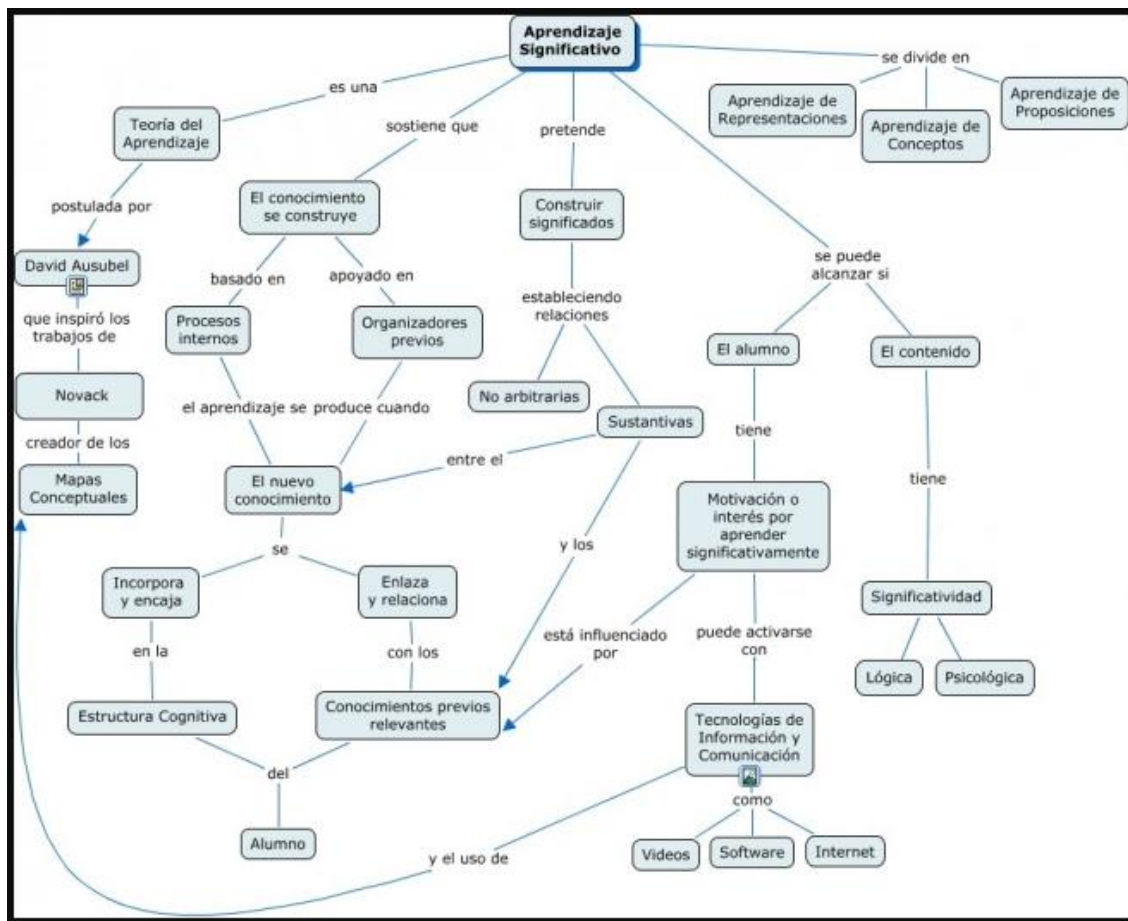 Aprendizaje
Significativo
se divide en
es una
Aprendizaje de
Representaciones
Aprendizaje de
Conceptos
Aprendizaje de
Proposiciones
Teoría del
Aprendizaje
sostiene que
pretende
postulada por
El conocimiento
se construye
Construir
significados
David Ausubel
basado en
apoyado en
se puede
alcanzar si
que inspiró los
trabajos de
Procesos
internos
Organizadores
previos
estableciendo
relaciones
El alumno
El contenido
Novack
el aprendizaje se produce cuando
No arbitrarias
Sustantivas
creador de los
tiene
Mapas
Conceptuales
El nuevo
conocimiento
entre el
tiene
Motivación o
interés por
aprender
significativamente
se
y los
Incorpora
y encaja
Enlaza
y relaciona
Significatividad
en la
con los
está influenciado
por
puede activarse
con
Lógica
Psicológica
Estructura Cognitiva
Conocimientos previos
relevantes
Tecnologías de
Información y
Comunicación
del
como
Alumno
y el uso de
Videos
Software
Internet